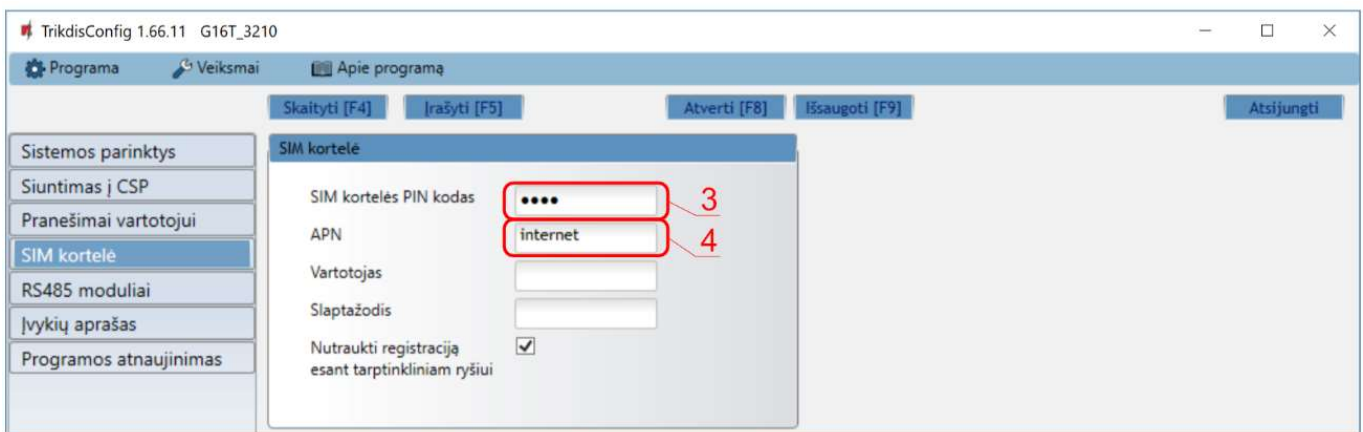 TrikdisConfig 1.66.11 G16T_3210
Programa Veiksmai Apie programą
Skaityti [F4] Įrašyti [F5] Atverti [F8] Išsaugoti [F9] Atsijungti
Sistemos parinktys
Siuntimas į CSP
Pranešimai vartotojui
SIM kortelė
RS485 moduliai
Įvykių aprašas
Programos atnaujinimas
SIM kortelė
SIM kortelės PIN kodas •••• 3
APN internet 4
Vartotojas
Slaptažodis
Nutraukti registraciją
esant tarptinkliniam ryšiui